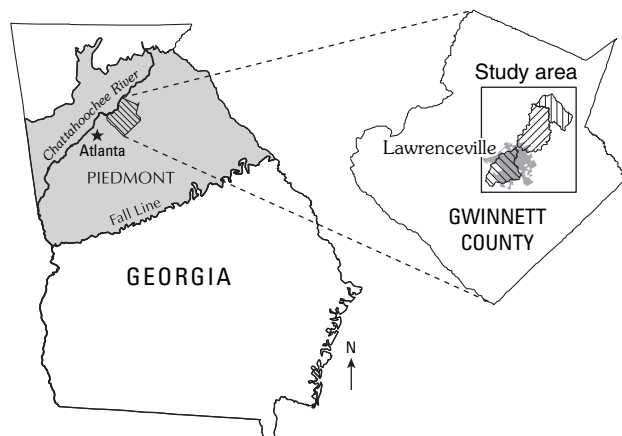 Chattahoochee River
Atlanta
PIEDMONT
Fall Line
GEORGIA
N
Study area
Lawrenceville
GWINNETT
COUNTY